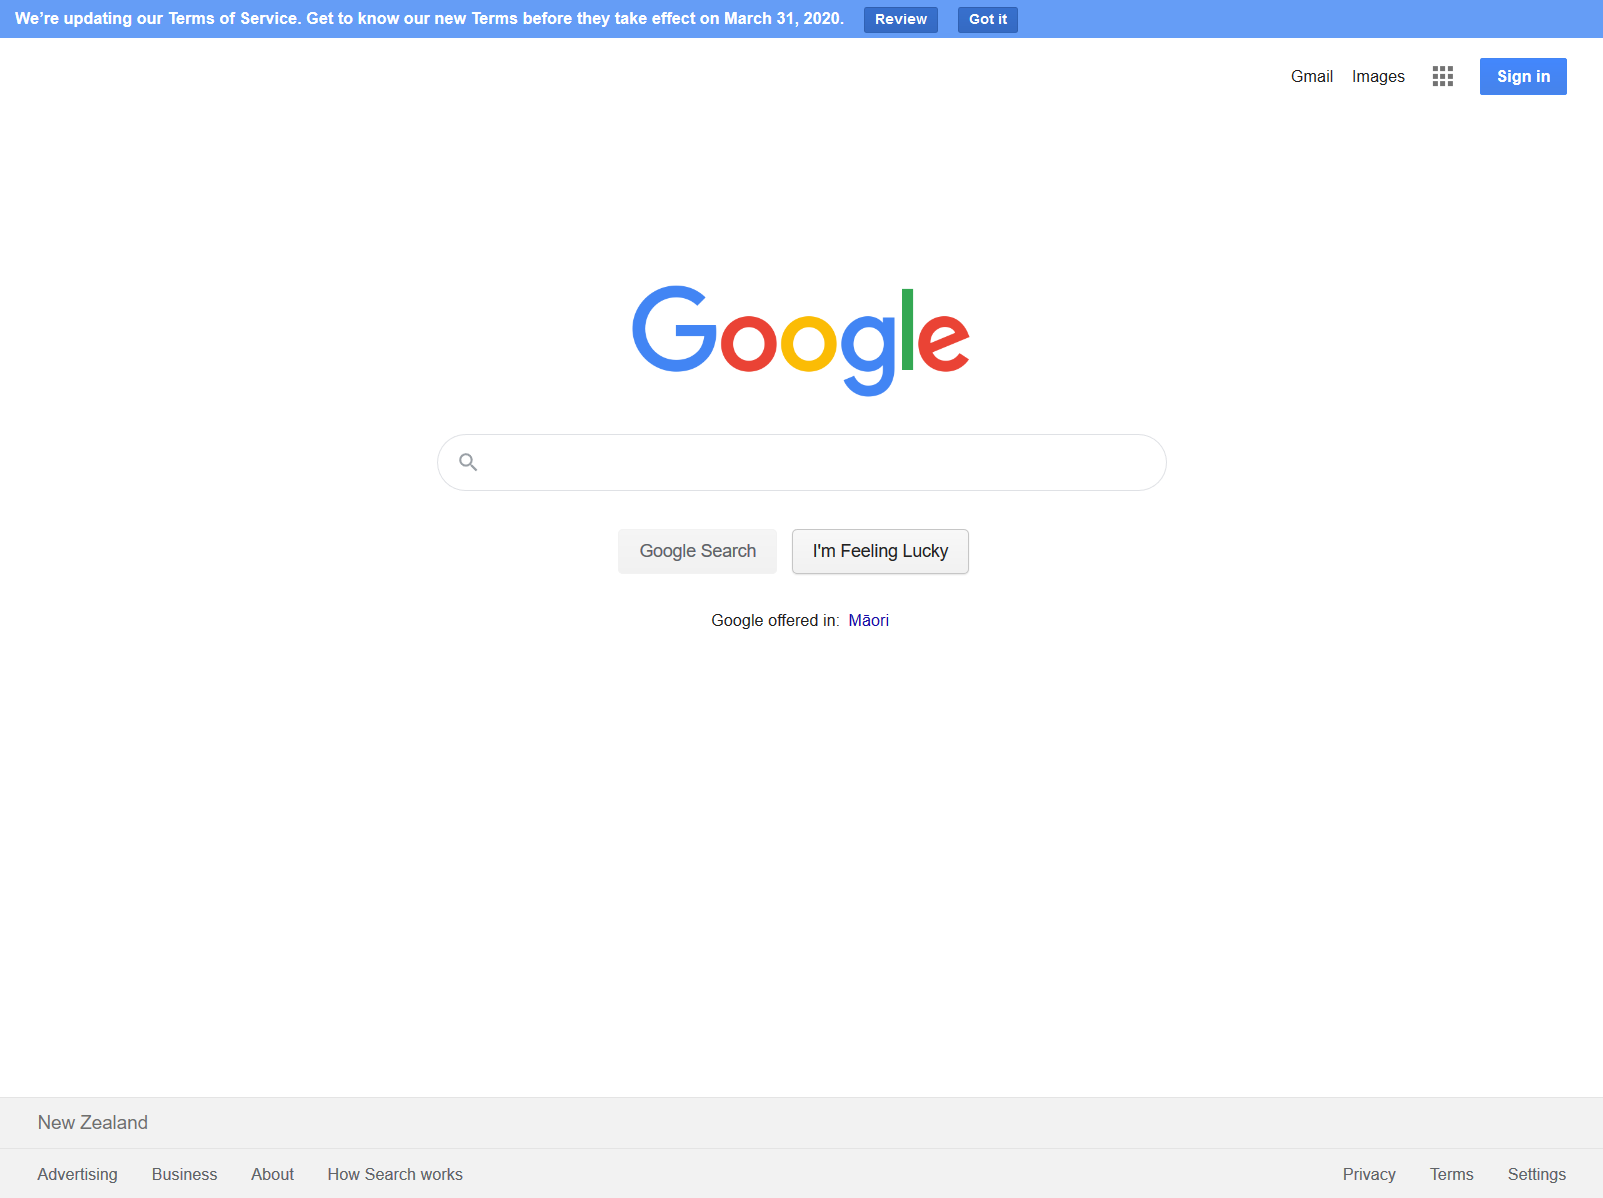 We’re updating our Terms of Service. Get to know our new Terms before they take effect on March 31, 2020. Review Got it
Gmail Images Sign in
Google
Google Search I'm Feeling Lucky
Google offered in: Māori
New Zealand
Advertising Business About How Search works Privacy Terms Settings